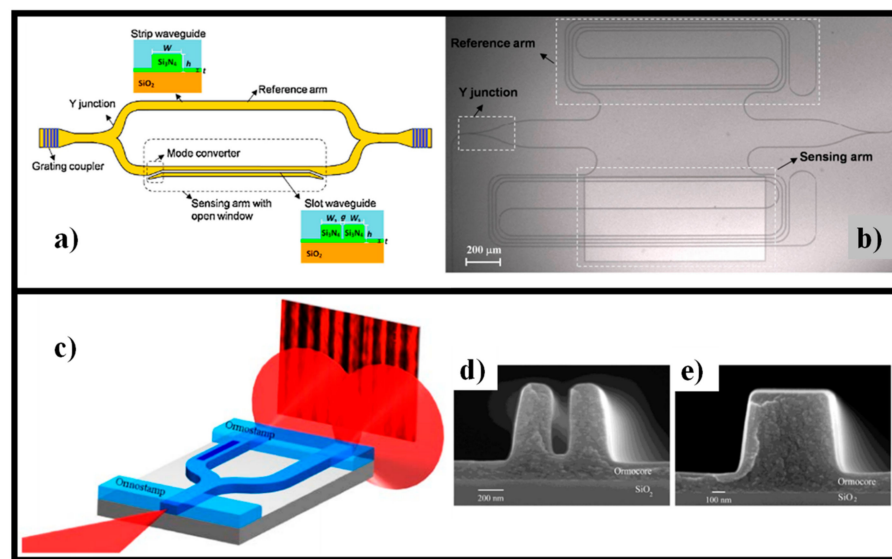 Strip waveguide
W
Si₃N₄
h
t
SiO₂
Reference arm
Y junction
Grating coupler
Mode converter
Sensing arm with
open window
Slot waveguide
Wₛ g Wₛ
Si₃N₄ Si₃N₄
h
t
SiO₂
a)
Reference arm
Y junction
Sensing arm
200 μm
b)
c)
Ormostamp
Ormostamp
d)
Ormocore
SiO₂
200 nm
e)
Ormocore
SiO₂
100 nm